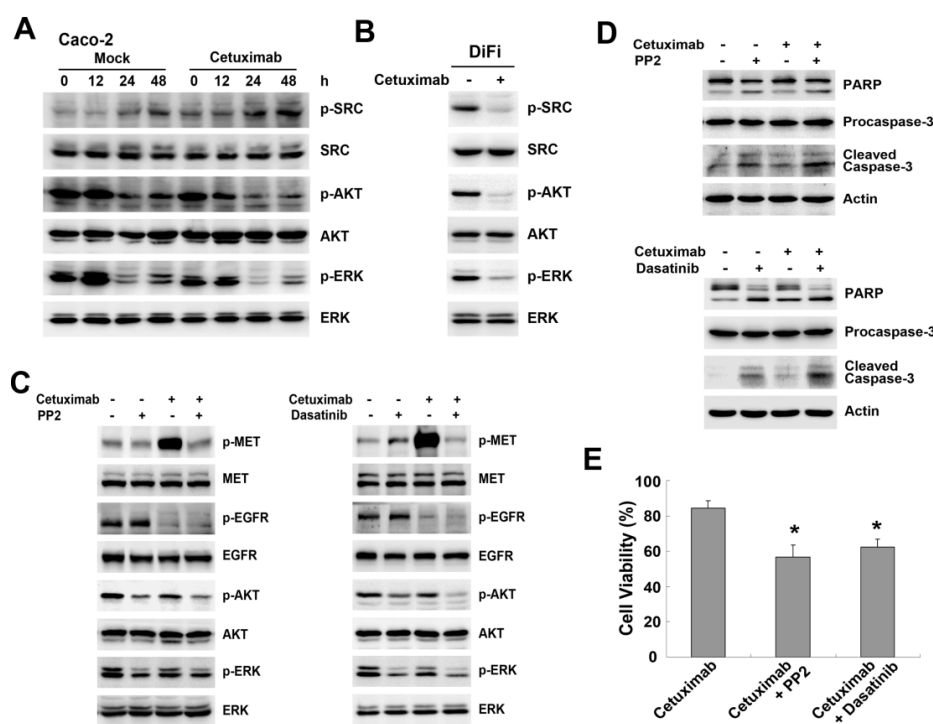 A
Caco-2
Mock Cetuximab
0 12 24 48 0 12 24 48 h
p-SRC
SRC
p-AKT
AKT
p-ERK
ERK
B
DiFi
Cetuximab - +
p-SRC
SRC
p-AKT
AKT
p-ERK
ERK
C
Cetuximab - - + +
PP2 - + - +
p-MET
MET
p-EGFR
EGFR
p-AKT
AKT
p-ERK
ERK
Cetuximab - - + +
Dasatinib - + - +
p-MET
MET
p-EGFR
EGFR
p-AKT
AKT
p-ERK
ERK
D
Cetuximab - - + +
PP2 - + - +
PARP
Procaspase-3
Cleaved
Caspase-3
Actin
Cetuximab - - + +
Dasatinib - + - +
PARP
Procaspase-3
Cleaved
Caspase-3
Actin
E
Cell Viability (%)
100
80
60
40
20
0
* *
Cetuximab
Cetuximab
+ PP2
Cetuximab
+ Dasatinib